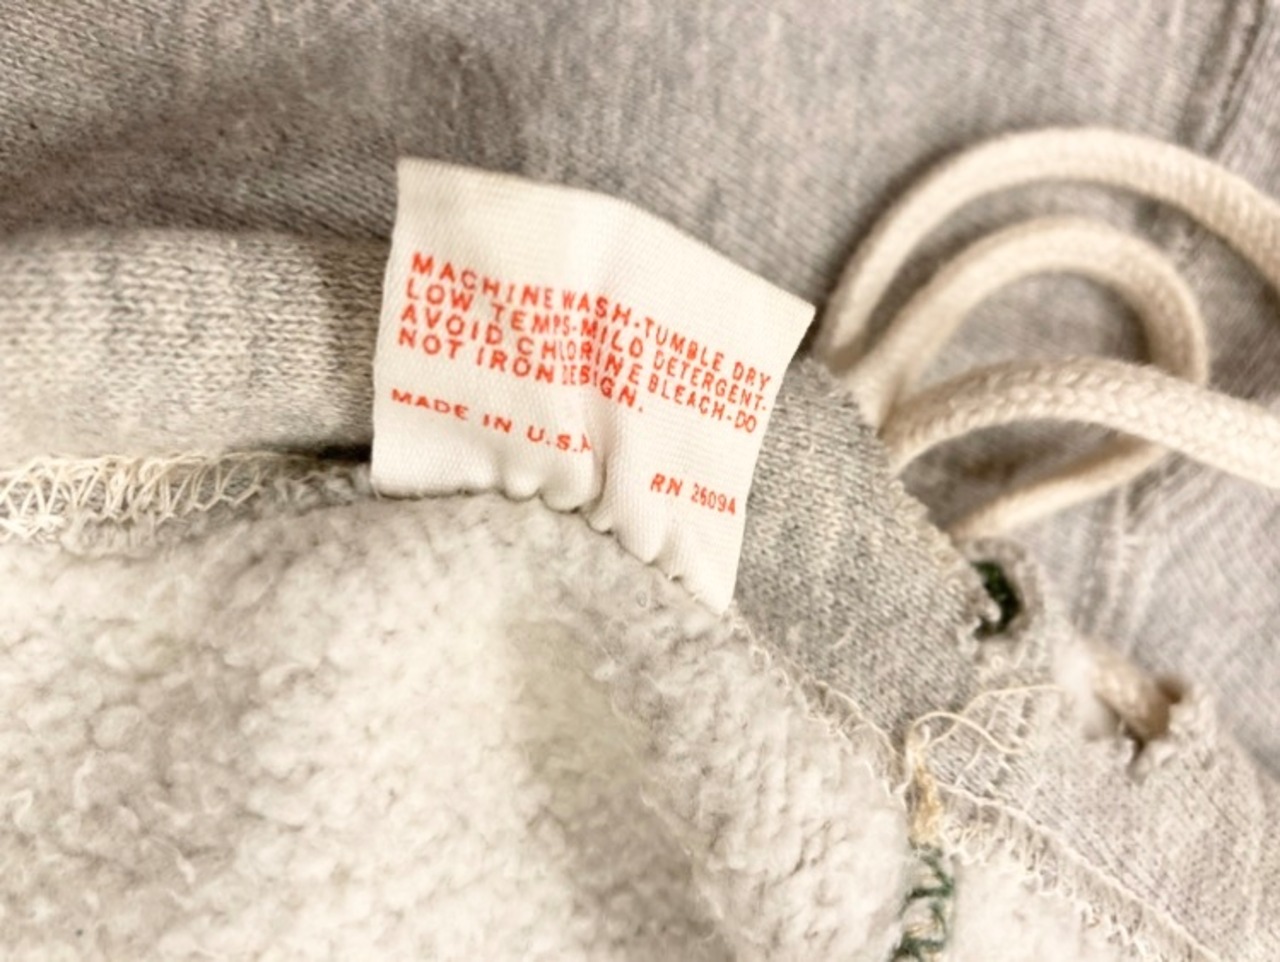 MACHINE WASH-TUMBLE DRY
LOW TEMPS-MILD DETERGENT-
AVOID CHLORINE BLEACH-DO
NOT IRON DESIGN.
MADE IN U.S.A
RN 26094